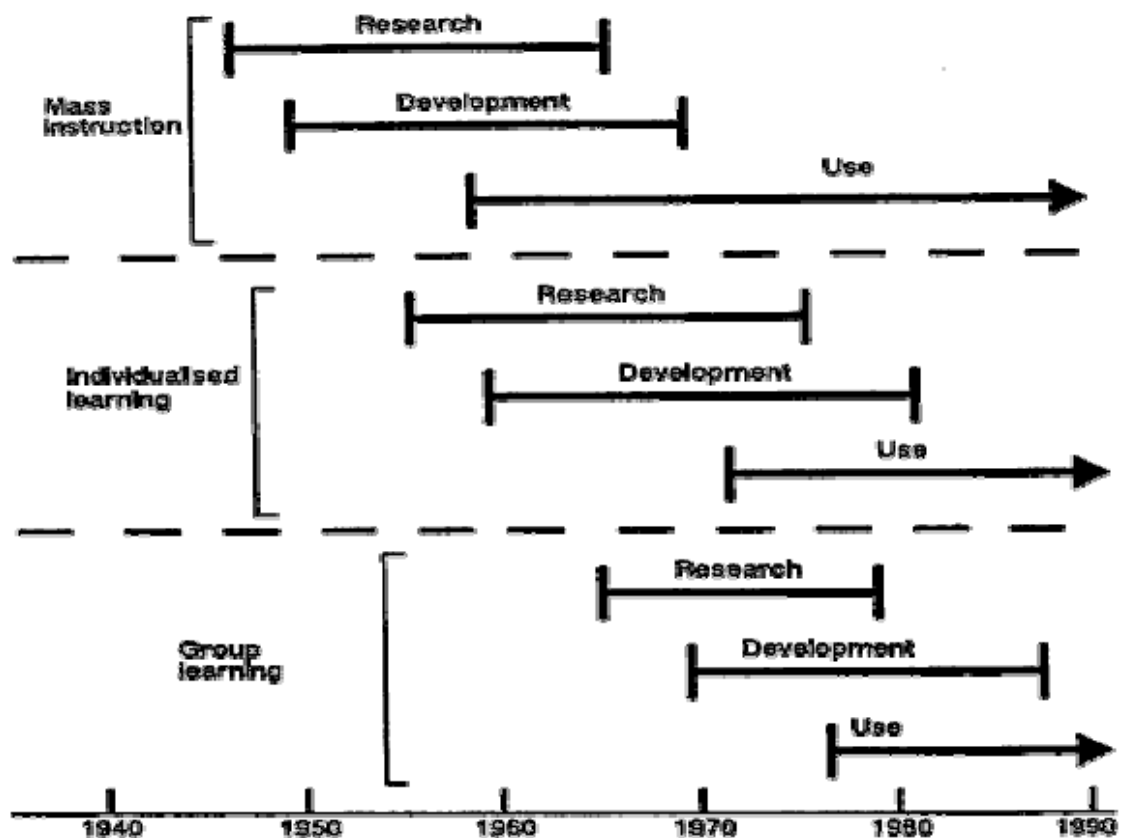 Research
Development
Mass
instruction
Use
Research
Development
Individualised
learning
Use
Research
Development
Group
learning
Use
1940 1950 1960 1970 1980 1990